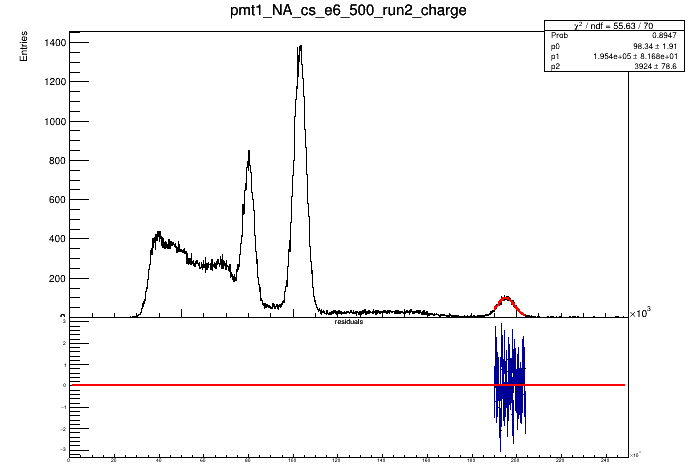 pmt1_NA_cs_e6_500_run2_charge
χ² / ndf = 55.63 / 70
Prob 0.8947
p0 98.34 ± 1.91
p1 1.954e+05 ± 8.168e+01
p2 3924 ± 78.6
Entries
1400
1200
1000
800
600
400
200
0
×10³
residuals
3
2
1
0
−1
−2
−3
0 20 40 60 80 100 120 140 160 180 200 220 240